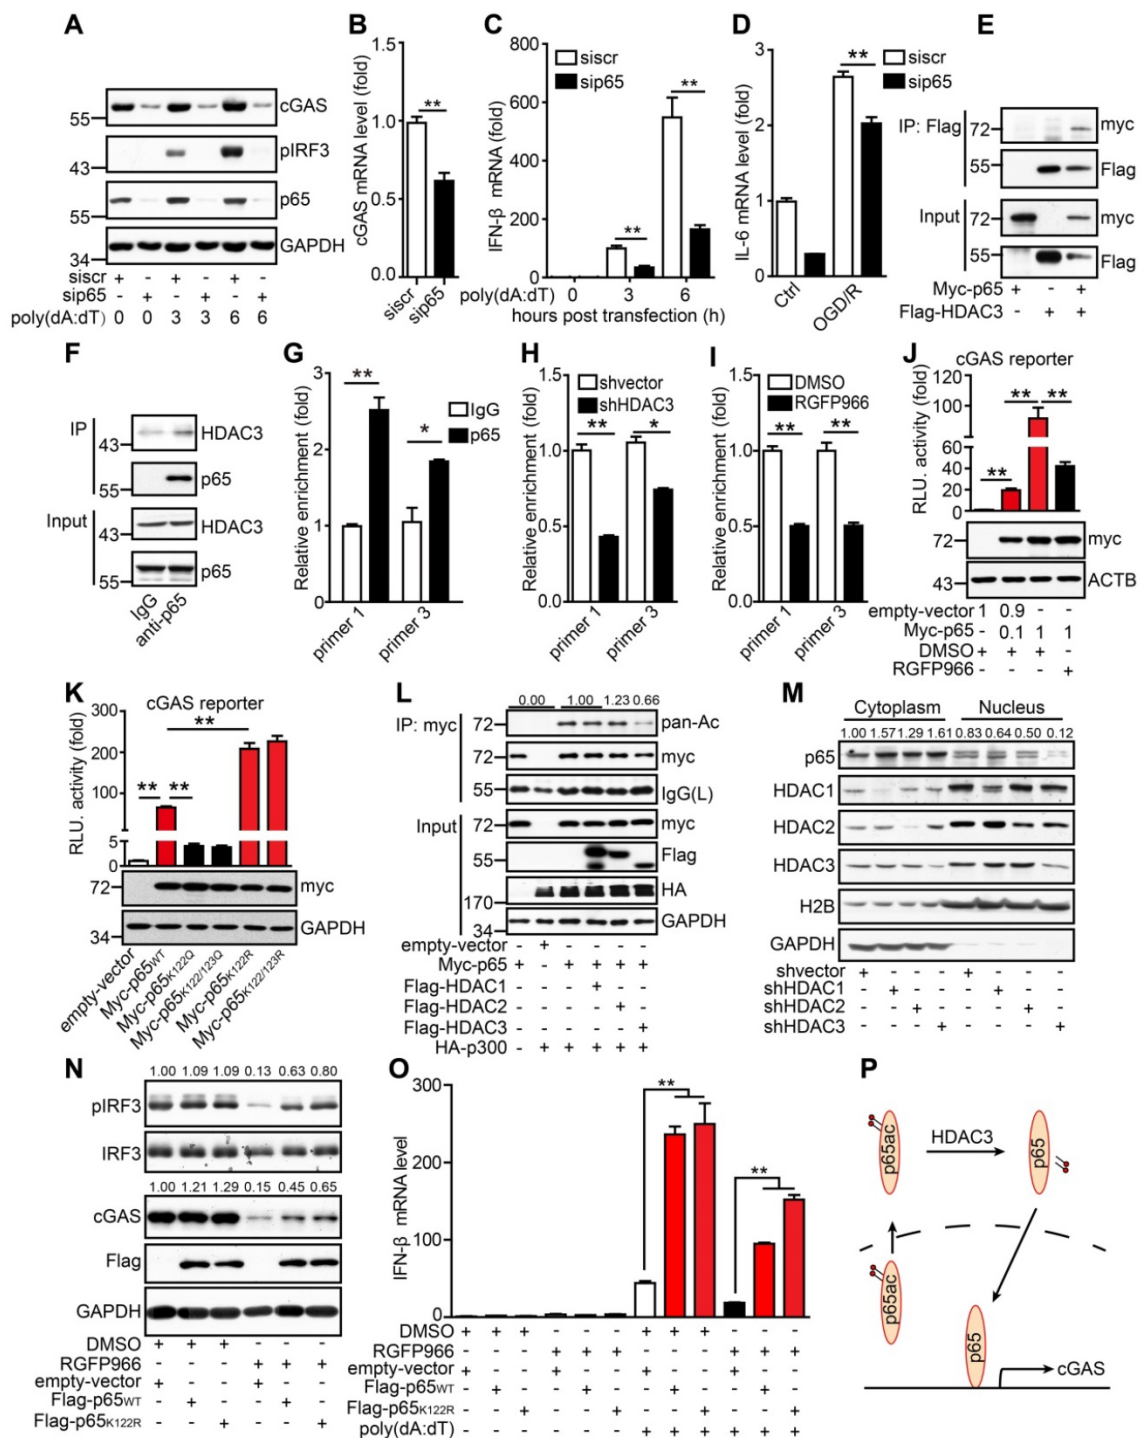 A
cGAS
55
pIRF3
43
p65
55
GAPDH
34
siscr + - + - + -
sip65 - + - + - +
poly(dA:dT) 0 0 3 3 6 6
B
cGAS mRNA level (fold)
1.5
1.0
0.5
0.0
**
siscr
sip65
C
IFN-β mRNA (fold)
800
600
400
200
0
siscr
sip65
**
**
poly(dA:dT) 0 3 6
hours post transfection (h)
D
IL-6 mRNA level (fold)
3
2
1
0
siscr
sip65
**
Ctrl
OGD/R
E
IP: Flag
72
myc
55
Flag
Input
72
myc
55
Flag
Myc-p65 + - +
Flag-HDAC3 - + +
F
IP
43
HDAC3
55
p65
Input
43
HDAC3
55
p65
IgG
anti-p65
G
Relative enrichment (fold)
3
2
1
0
**
*
IgG
p65
primer 1
primer 3
H
Relative enrichment (fold)
1.5
1.0
0.5
0.0
shvector
shHDAC3
**
*
primer 1
primer 3
I
Relative enrichment (fold)
1.5
1.0
0.5
0.0
DMSO
RGFP966
**
**
primer 1
primer 3
J
cGAS reporter
RLU. activity (fold)
120
100
80
60
40
20
0
**
**
**
72
myc
43
ACTB
empty-vector 1 0.9 - -
Myc-p65 - 0.1 1 1
DMSO + + + -
RGFP966 - - - +
K
cGAS reporter
RLU. activity (fold)
300
200
100
5
0
**
**
**
72
myc
34
GAPDH
empty-vector
Myc-p65WT
Myc-p65K122Q
Myc-p65K122/123Q
Myc-p65K122R
Myc-p65K122/123R
L
0.00 1.00 1.23 0.66
IP: myc
72
pan-Ac
72
myc
55
IgG(L)
Input
72
myc
55
Flag
170
HA
GAPDH
34
empty-vector - + - - - -
Myc-p65 + - + + + +
Flag-HDAC1 - - - + - -
Flag-HDAC2 - - - - + -
Flag-HDAC3 - - - - - +
HA-p300 - + + + + +
M
Cytoplasm Nucleus
1.00 1.57 1.29 1.61 0.83 0.64 0.50 0.12
p65
HDAC1
HDAC2
HDAC3
H2B
GAPDH
shvector + - - - + - - -
shHDAC1 - + - - - + - -
shHDAC2 - - + - - - + -
shHDAC3 - - - + - - - +
N
1.00 1.09 1.09 0.13 0.63 0.80
pIRF3
IRF3
1.00 1.21 1.29 0.15 0.45 0.65
cGAS
Flag
GAPDH
DMSO + + + - - -
RGFP966 - - - + + +
empty-vector + - - + - -
Flag-p65WT - + - - + -
Flag-p65K122R - - + - - +
O
IFN-β mRNA level
300
200
100
0
**
**
DMSO + + + - - - + + + - - -
RGFP966 - - - + + + - - - + + +
empty-vector + - - + - - + - - + - -
Flag-p65WT - + - - + - - + - - + -
Flag-p65K122R - - + - - + - - + - - +
poly(dA:dT) - - - - - - + + + + + +
P
p65ac
HDAC3
p65
p65ac
p65
cGAS